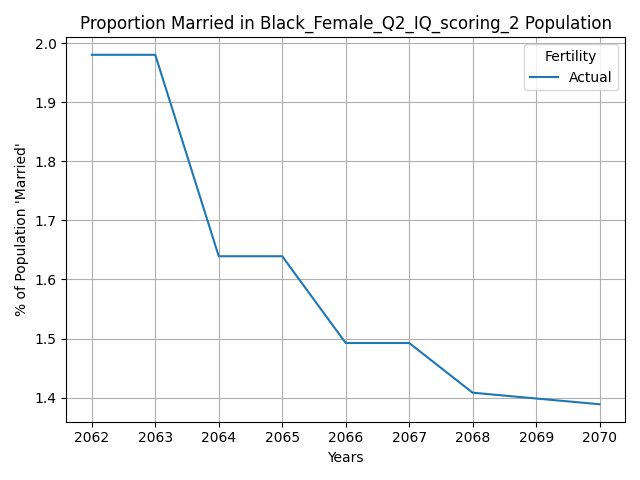 Proportion Married in Black_Female_Q2_IQ_scoring_2 Population
Fertility
Actual
% of Population 'Married'
2.0
1.9
1.8
1.7
1.6
1.5
1.4
2062 2063 2064 2065 2066 2067 2068 2069 2070
Years